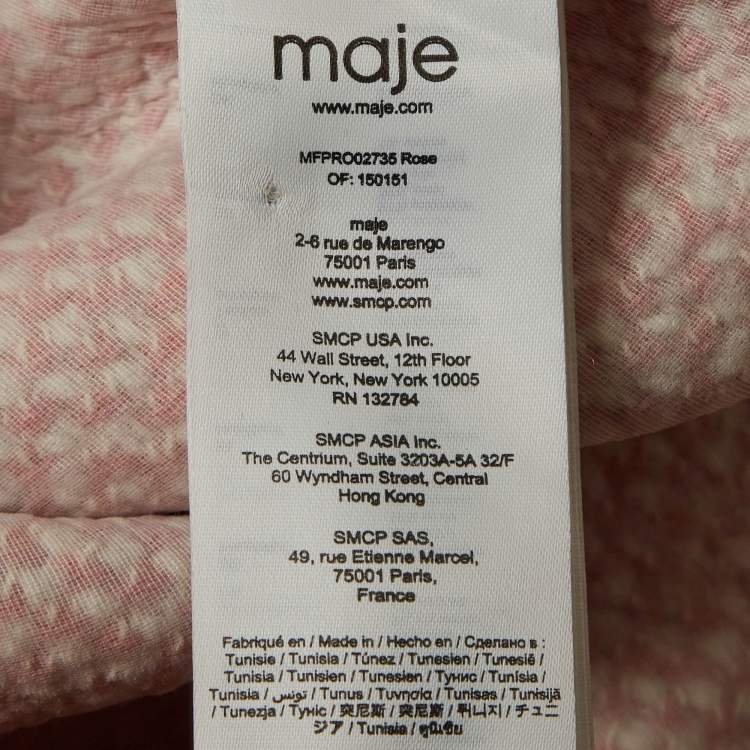 maje
www.maje.com
MFPRO02735 Rose
OF: 150151
maje
2-6 rue de Marengo
75001 Paris
www.maje.com
www.smcp.com
SMCP USA Inc.
44 Wall Street, 12th Floor
New York, New York 10005
RN 132784
SMCP ASIA Inc.
The Centrium, Suite 3203A-5A 32/F
60 Wyndham Street, Central
Hong Kong
SMCP SAS,
49, rue Etienne Marcel,
75001 Paris,
France
Fabriqué en / Made in / Hecho en / Сделано в :
Tunisie / Tunisia / Túnez / Tunesien / Tunesië /
Tunisia / Tunisien / Tunesien / Тунис / Tunísia /
Tunisia / تونس / Tunus / Τυνησία / Tunisas / Tunisijā
/ Tunezja / Туніс / 突尼斯 / 突尼斯 / 튀니지 / チュニ
ジア / Tunisia / ตูนิเซีย